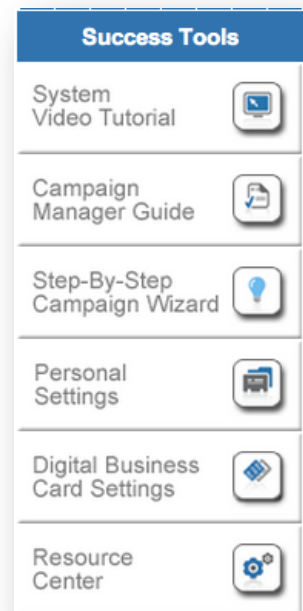 Success Tools
System
Video Tutorial
Campaign
Manager Guide
Step-By-Step
Campaign Wizard
Personal
Settings
Digital Business
Card Settings
Resource
Center